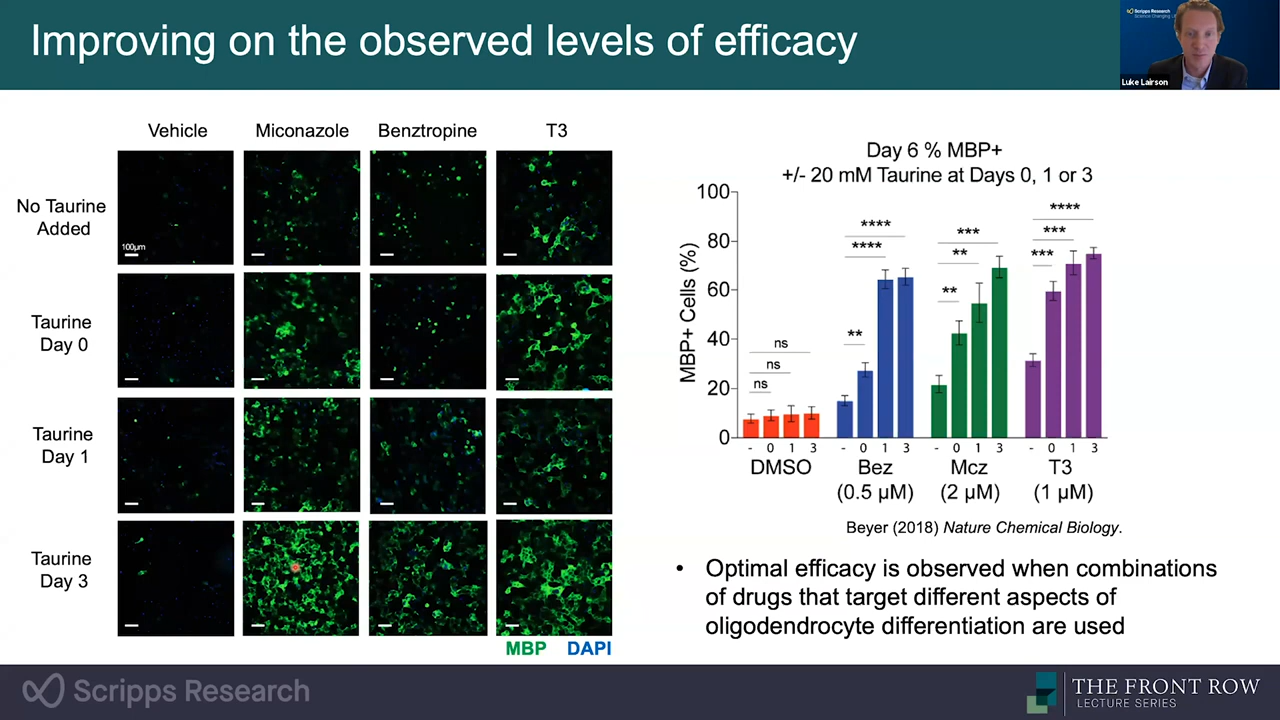 Improving on the observed levels of efficacy
Scripps Research
Luke Lairson
Vehicle Miconazole Benztropine T3
No Taurine
Added
100µm
Taurine
Day 0
Taurine
Day 1
Taurine
Day 3
MBP DAPI
Day 6 % MBP+
+/- 20 mM Taurine at Days 0, 1 or 3
MBP+ Cells (%)
100
80
60
40
20
0
ns
ns
ns
**
****
****
**
**
***
***
***
****
- 0 1 3 - 0 1 3 - 0 1 3 - 0 1 3
DMSO Bez Mcz T3
(0.5 µM) (2 µM) (1 µM)
Beyer (2018) Nature Chemical Biology.
• Optimal efficacy is observed when combinations
of drugs that target different aspects of
oligodendrocyte differentiation are used
Scripps Research
THE FRONT ROW
LECTURE SERIES